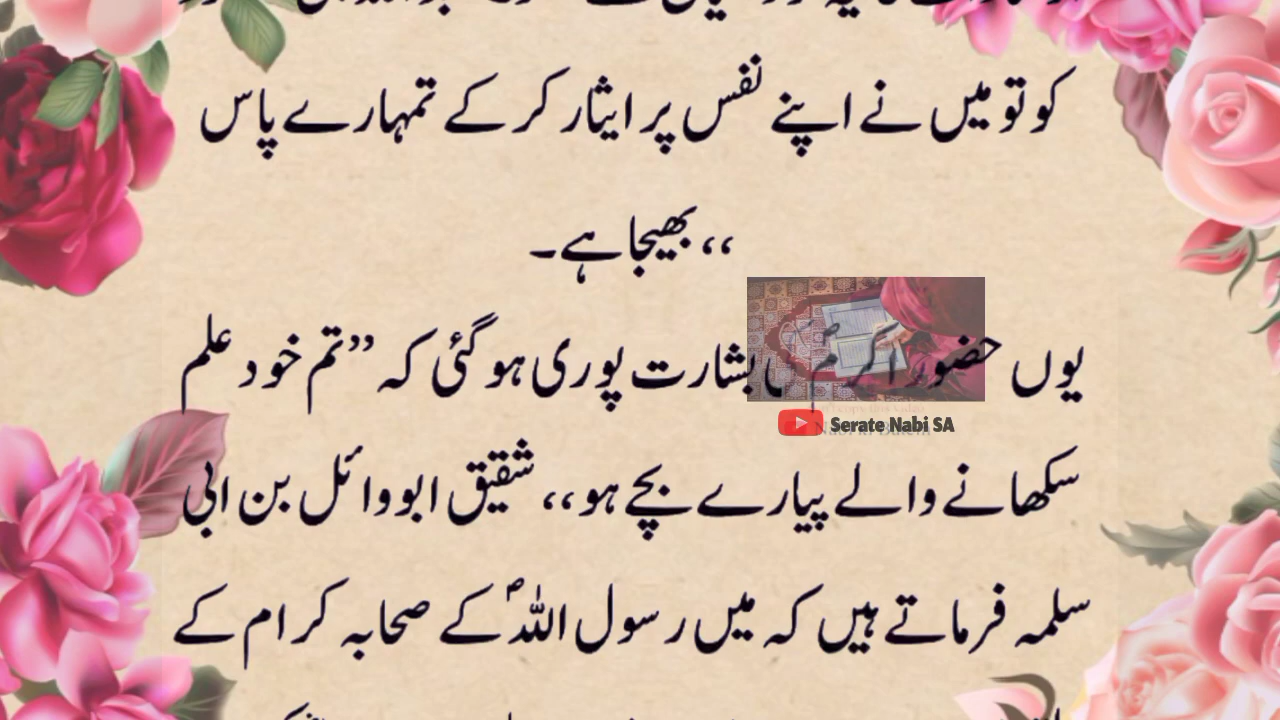 کو تو میں نے اپنے نفس پر ایثار کر کے تمہارے پاس
،،بھیجا ہے۔
یوں حضور اکرمؐ بشارت پوری ہو گئی کہ ”تم خود علم
Serate Nabi SA
سکھانے والے پیارے بچے ہو،، شقیق ابو وائل بن ابی
سلمہ فرماتے ہیں کہ میں رسول اللہؐ کے صحابہ کرام کے